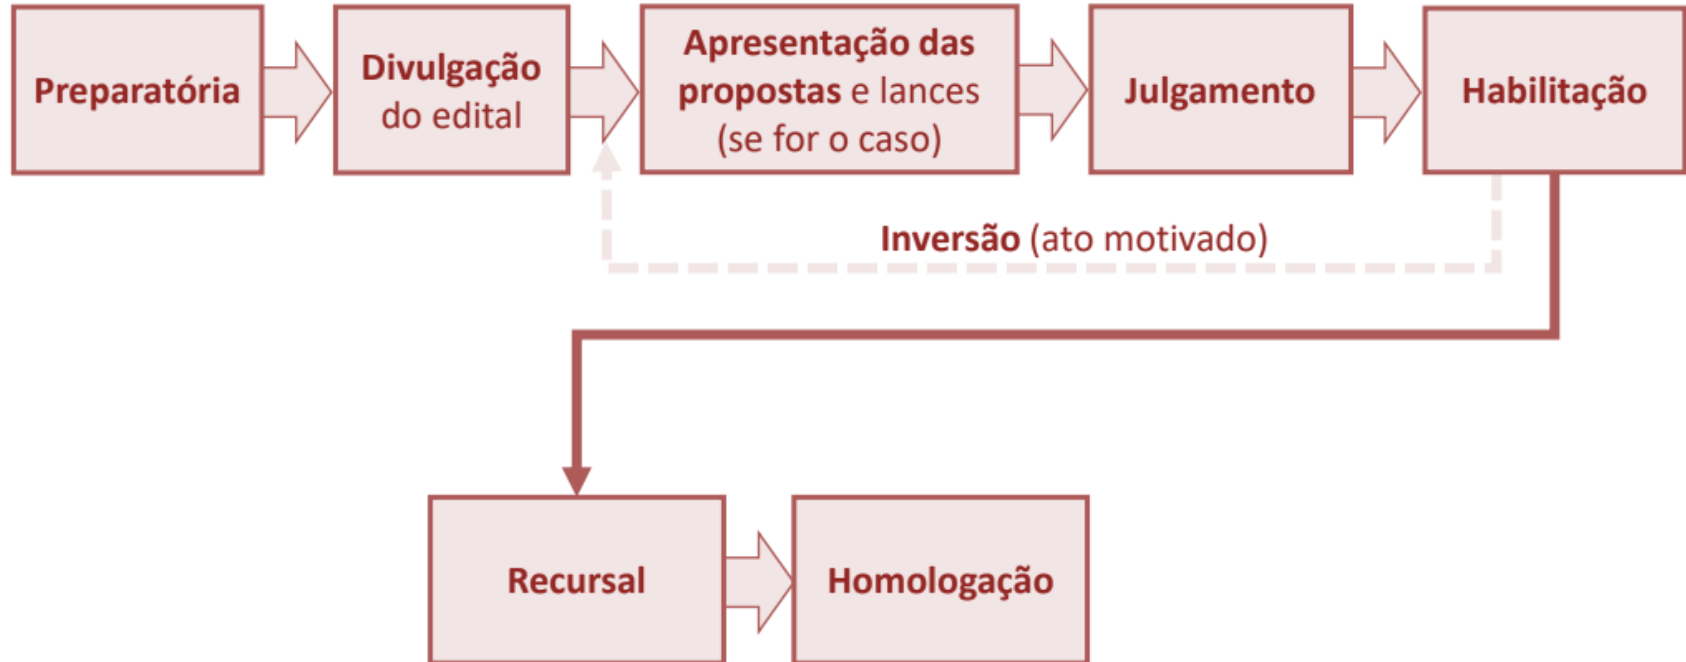 Preparatória
Divulgação
do edital
Apresentação das
propostas e lances
(se for o caso)
Julgamento
Habilitação
Inversão (ato motivado)
Recursal
Homologação